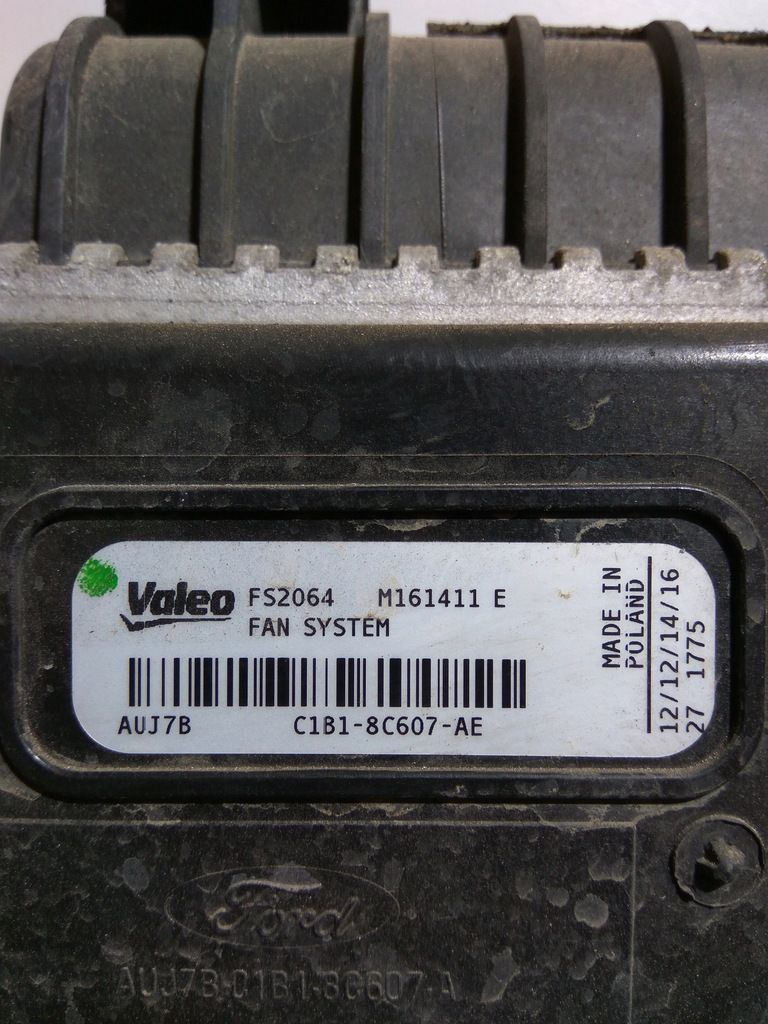 Valeo FS2064 M161411 E
FAN SYSTEM
AUJ7B C1B1-8C607-AE
MADE IN
POLAND
12/12/14/16
27 1775
Ford
AUJ7B C1B1-8C607-A